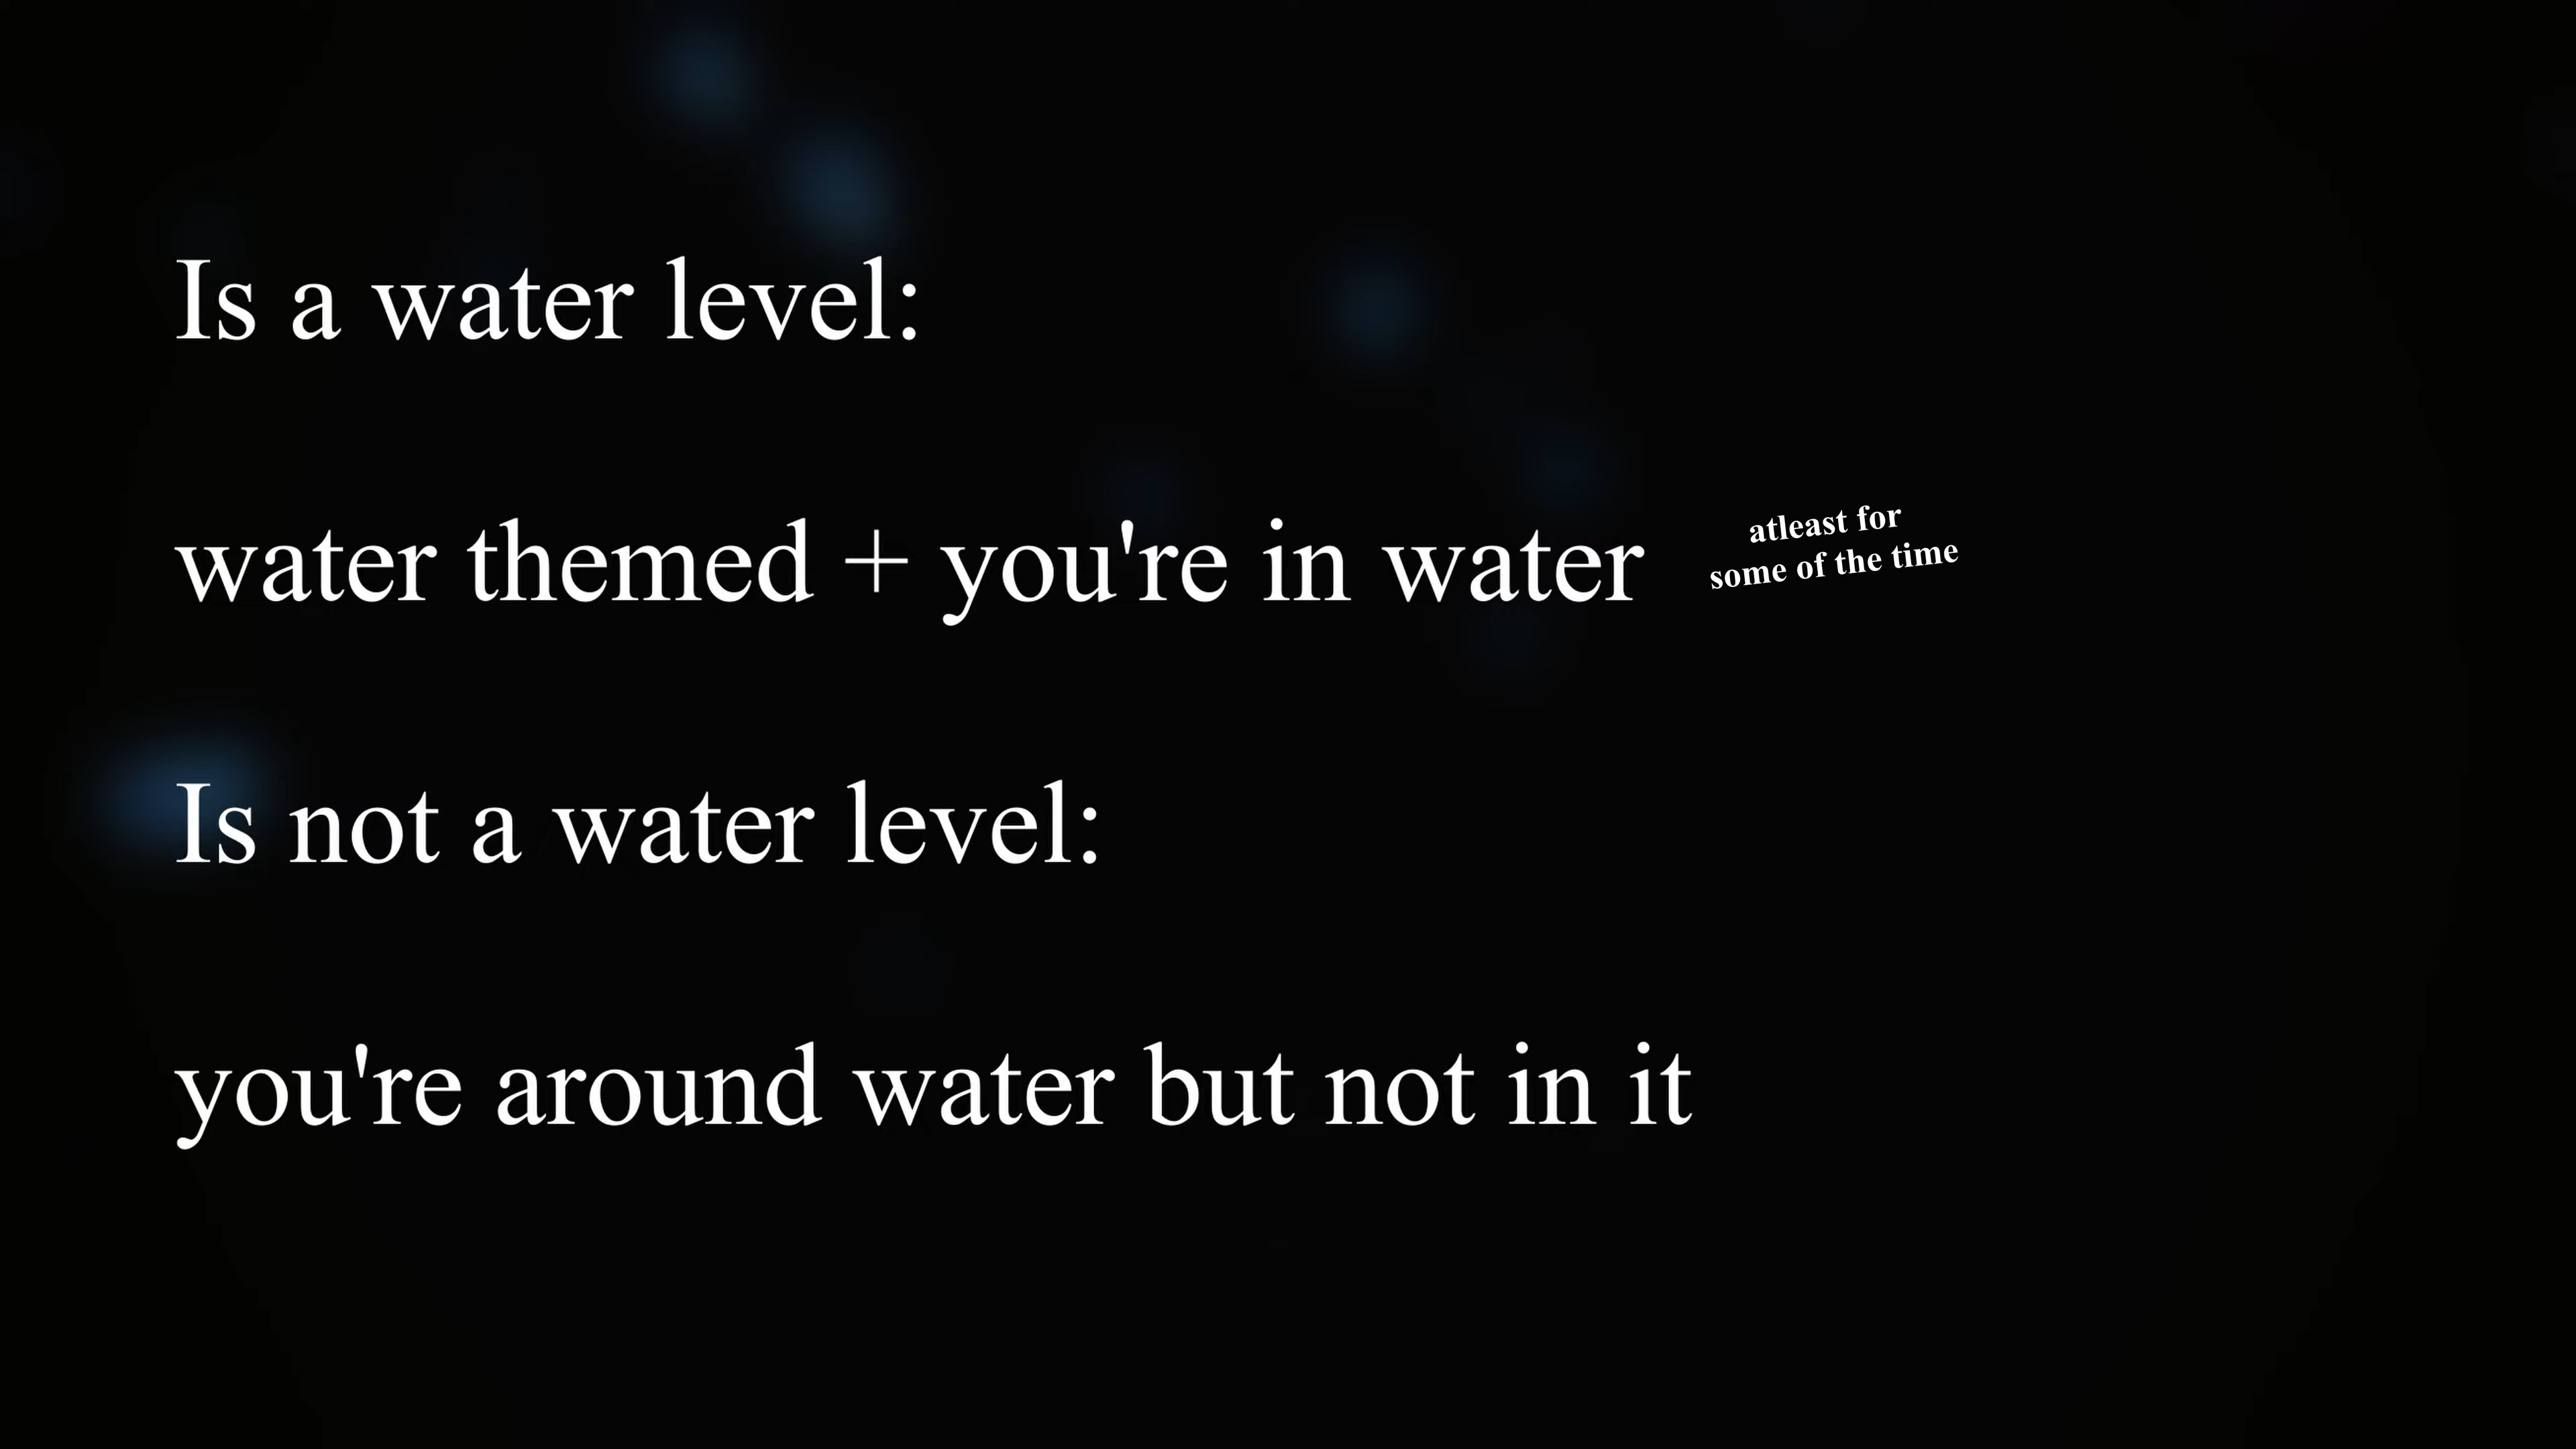 Is a water level:
water themed + you're in water
atleast for
some of the time
Is not a water level:
you're around water but not in it